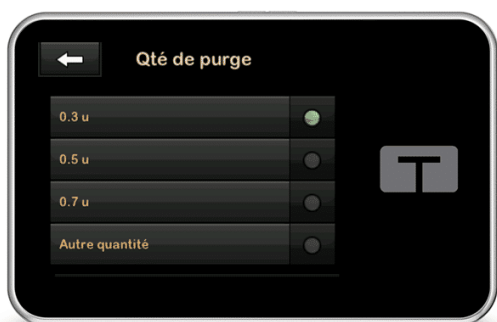 Qté de purge
0.3 u
0.5 u
0.7 u
Autre quantité
T